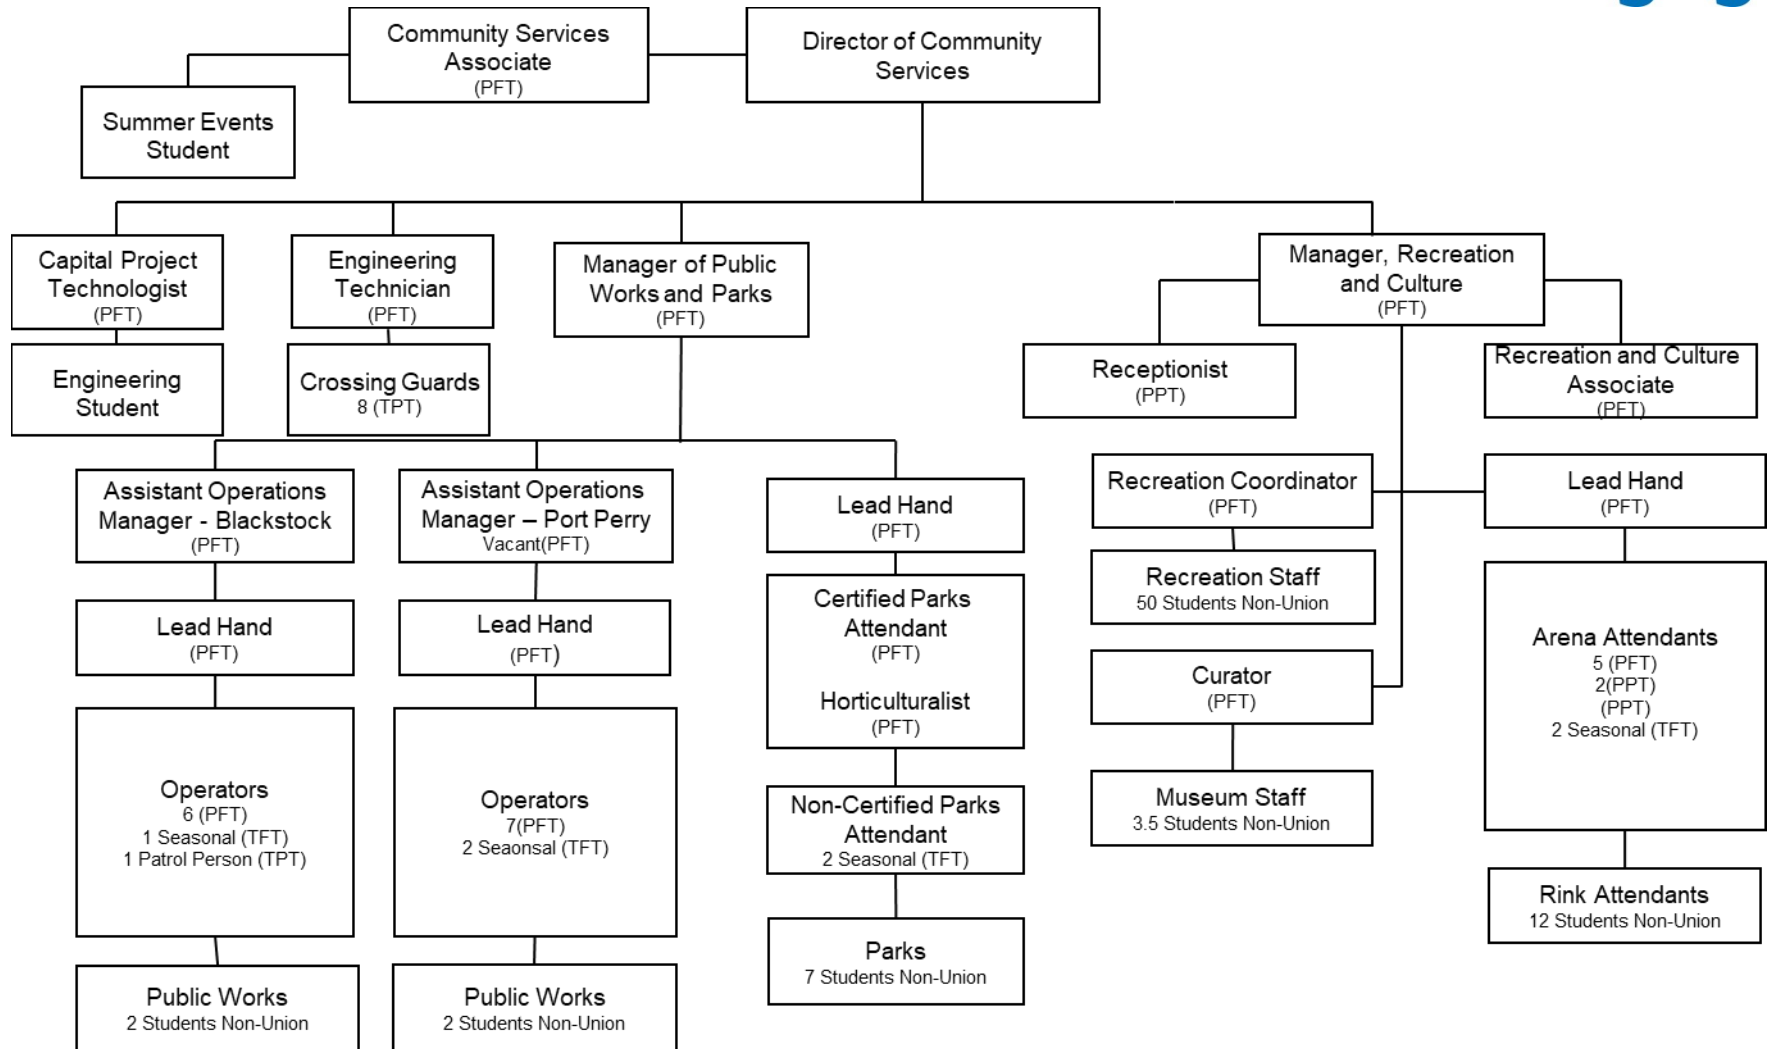 Community Services
Associate
(PFT)
Director of Community
Services
Summer Events
Student
Capital Project
Technologist
(PFT)
Engineering
Technician
(PFT)
Manager of Public
Works and Parks
(PFT)
Manager, Recreation
and Culture
(PFT)
Engineering
Student
Crossing Guards
8 (TPT)
Receptionist
(PPT)
Recreation and Culture
Associate
(PFT)
Assistant Operations
Manager - Blackstock
(PFT)
Assistant Operations
Manager – Port Perry
Vacant(PFT)
Lead Hand
(PFT)
Recreation Coordinator
(PFT)
Lead Hand
(PFT)
Lead Hand
(PFT)
Lead Hand
(PFT)
Certified Parks
Attendant
(PFT)
Horticulturalist
(PFT)
Recreation Staff
50 Students Non-Union
Arena Attendants
5 (PFT)
2(PPT)
(PPT)
2 Seasonal (TFT)
Curator
(PFT)
Operators
6 (PFT)
1 Seasonal (TFT)
1 Patrol Person (TPT)
Operators
7(PFT)
2 Seaonsal (TFT)
Non-Certified Parks
Attendant
2 Seasonal (TFT)
Museum Staff
3.5 Students Non-Union
Rink Attendants
12 Students Non-Union
Parks
7 Students Non-Union
Public Works
2 Students Non-Union
Public Works
2 Students Non-Union